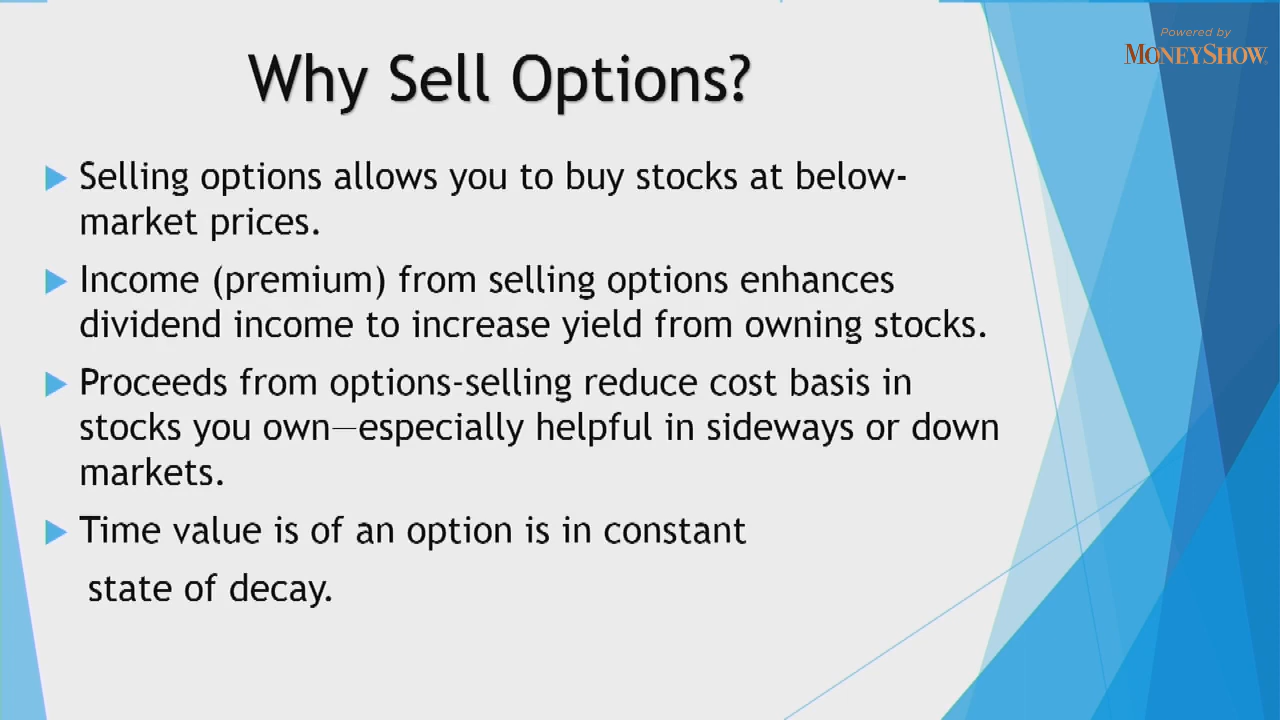 Powered by
MONEYSHOW
Why Sell Options?
Selling options allows you to buy stocks at below-
market prices.
Income (premium) from selling options enhances
dividend income to increase yield from owning stocks.
Proceeds from options-selling reduce cost basis in
stocks you own—especially helpful in sideways or down
markets.
Time value is of an option is in constant
state of decay.